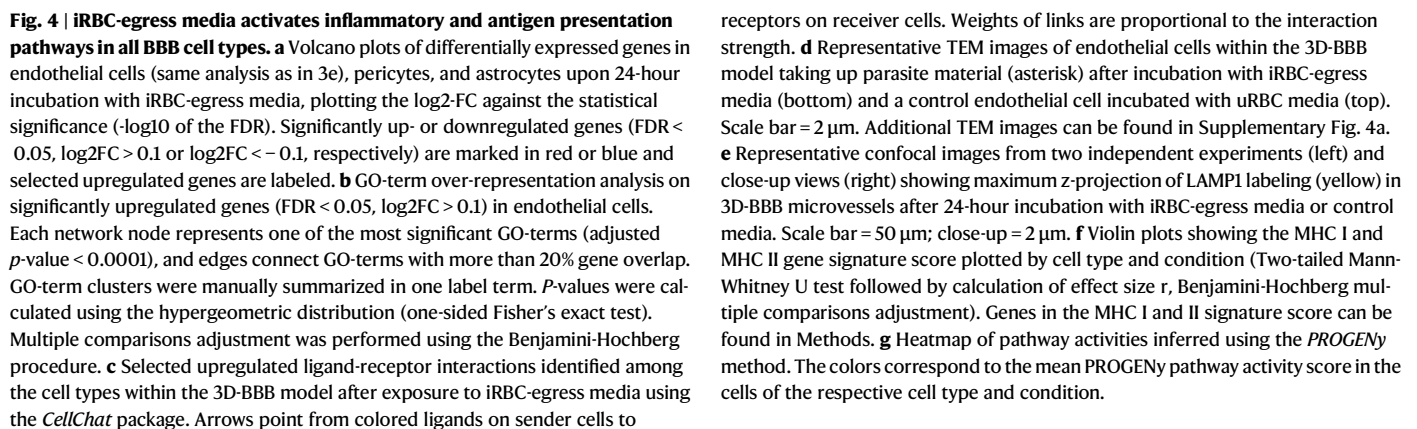 Fig. 4 | iRBC-egress media activates inflammatory and antigen presentation
pathways in all BBB cell types. a Volcano plots of differentially expressed genes in
endothelial cells (same analysis as in 3e), pericytes, and astrocytes upon 24-hour
incubation with iRBC-egress media, plotting the log2-FC against the statistical
significance (-log10 of the FDR). Significantly up- or downregulated genes (FDR <
0.05, log2FC > 0.1 or log2FC < − 0.1, respectively) are marked in red or blue and
selected upregulated genes are labeled. b GO-term over-representation analysis on
significantly upregulated genes (FDR < 0.05, log2FC > 0.1) in endothelial cells.
Each network node represents one of the most significant GO-terms (adjusted
p-value < 0.0001), and edges connect GO-terms with more than 20% gene overlap.
GO-term clusters were manually summarized in one label term. P-values were cal-
culated using the hypergeometric distribution (one-sided Fisher's exact test).
Multiple comparisons adjustment was performed using the Benjamini-Hochberg
procedure. c Selected upregulated ligand-receptor interactions identified among
the cell types within the 3D-BBB model after exposure to iRBC-egress media using
the CellChat package. Arrows point from colored ligands on sender cells to
receptors on receiver cells. Weights of links are proportional to the interaction
strength. d Representative TEM images of endothelial cells within the 3D-BBB
model taking up parasite material (asterisk) after incubation with iRBC-egress
media (bottom) and a control endothelial cell incubated with uRBC media (top).
Scale bar = 2 μm. Additional TEM images can be found in Supplementary Fig. 4a.
e Representative confocal images from two independent experiments (left) and
close-up views (right) showing maximum z-projection of LAMP1 labeling (yellow) in
3D-BBB microvessels after 24-hour incubation with iRBC-egress media or control
media. Scale bar = 50 μm; close-up = 2 μm. f Violin plots showing the MHC I and
MHC II gene signature score plotted by cell type and condition (Two-tailed Mann-
Whitney U test followed by calculation of effect size r, Benjamini-Hochberg mul-
tiple comparisons adjustment). Genes in the MHC I and II signature score can be
found in Methods. g Heatmap of pathway activities inferred using the PROGENy
method. The colors correspond to the mean PROGENy pathway activity score in the
cells of the respective cell type and condition.